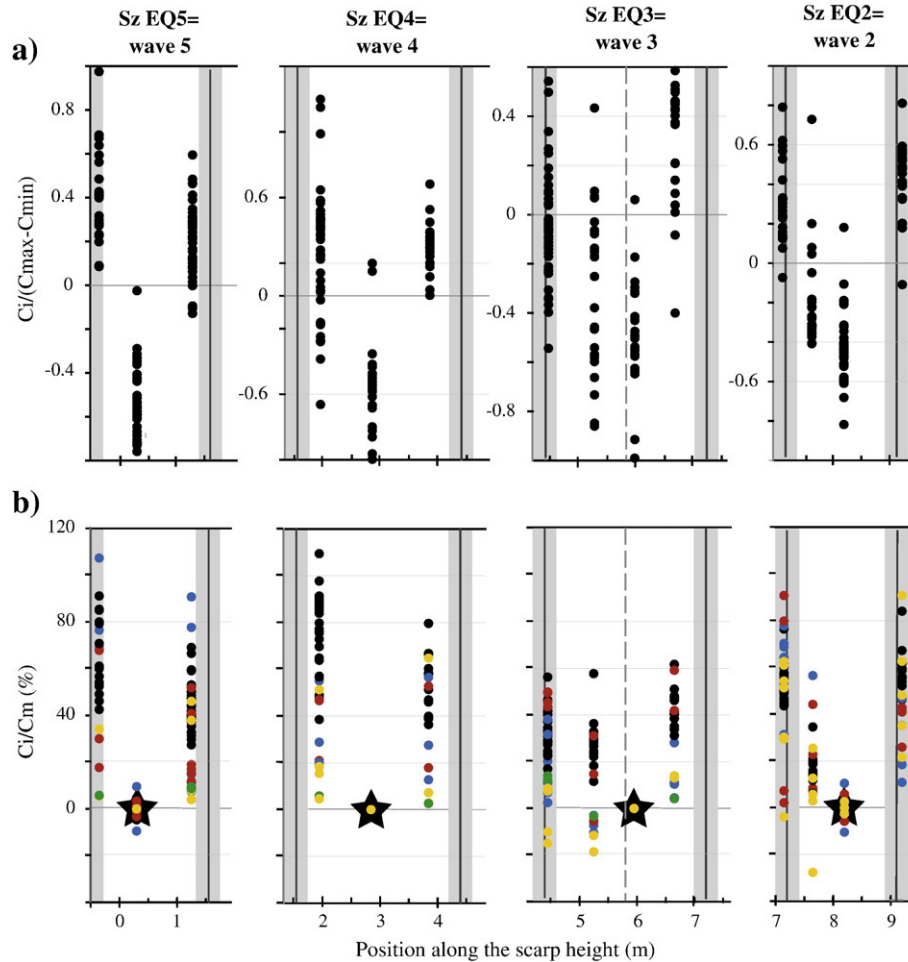 Sz EQ5= Sz EQ4= Sz EQ3= Sz EQ2=
wave 5 wave 4 wave 3 wave 2
a)
Ci/(Cmax-Cmin)
0.8
0.4
0
-0.4
0.6
0
-0.6
0.4
0
-0.4
-0.8
0.6
0
-0.6
b)
Ci/Cm (%)
120
80
40
0
0 1 2 3 4 5 6 7 7 8 9
Position along the scarp height (m)